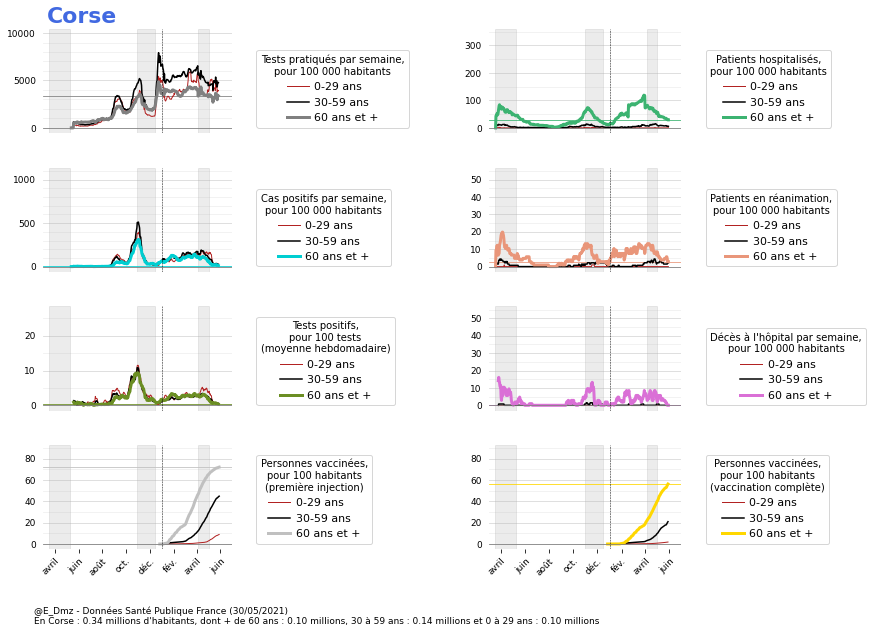 Corse
10000
5000
0
Tests pratiqués par semaine,
pour 100 000 habitants
0-29 ans
30-59 ans
60 ans et +
300
200
100
0
Patients hospitalisés,
pour 100 000 habitants
0-29 ans
30-59 ans
60 ans et +
1000
500
0
Cas positifs par semaine,
pour 100 000 habitants
0-29 ans
30-59 ans
60 ans et +
50
40
30
20
10
0
Patients en réanimation,
pour 100 000 habitants
0-29 ans
30-59 ans
60 ans et +
20
10
0
Tests positifs,
pour 100 tests
(moyenne hebdomadaire)
0-29 ans
30-59 ans
60 ans et +
50
40
30
20
10
0
Décès à l'hôpital par semaine,
pour 100 000 habitants
0-29 ans
30-59 ans
60 ans et +
80
60
40
20
0
Personnes vaccinées,
pour 100 habitants
(première injection)
0-29 ans
30-59 ans
60 ans et +
80
60
40
20
0
Personnes vaccinées,
pour 100 habitants
(vaccination complète)
0-29 ans
30-59 ans
60 ans et +
avril juin août oct. déc. fév. avril juin
avril juin août oct. déc. fév. avril juin
@E_Dmz - Données Santé Publique France (30/05/2021)
En Corse : 0.34 millions d'habitants, dont + de 60 ans : 0.10 millions, 30 à 59 ans : 0.14 millions et 0 à 29 ans : 0.10 millions